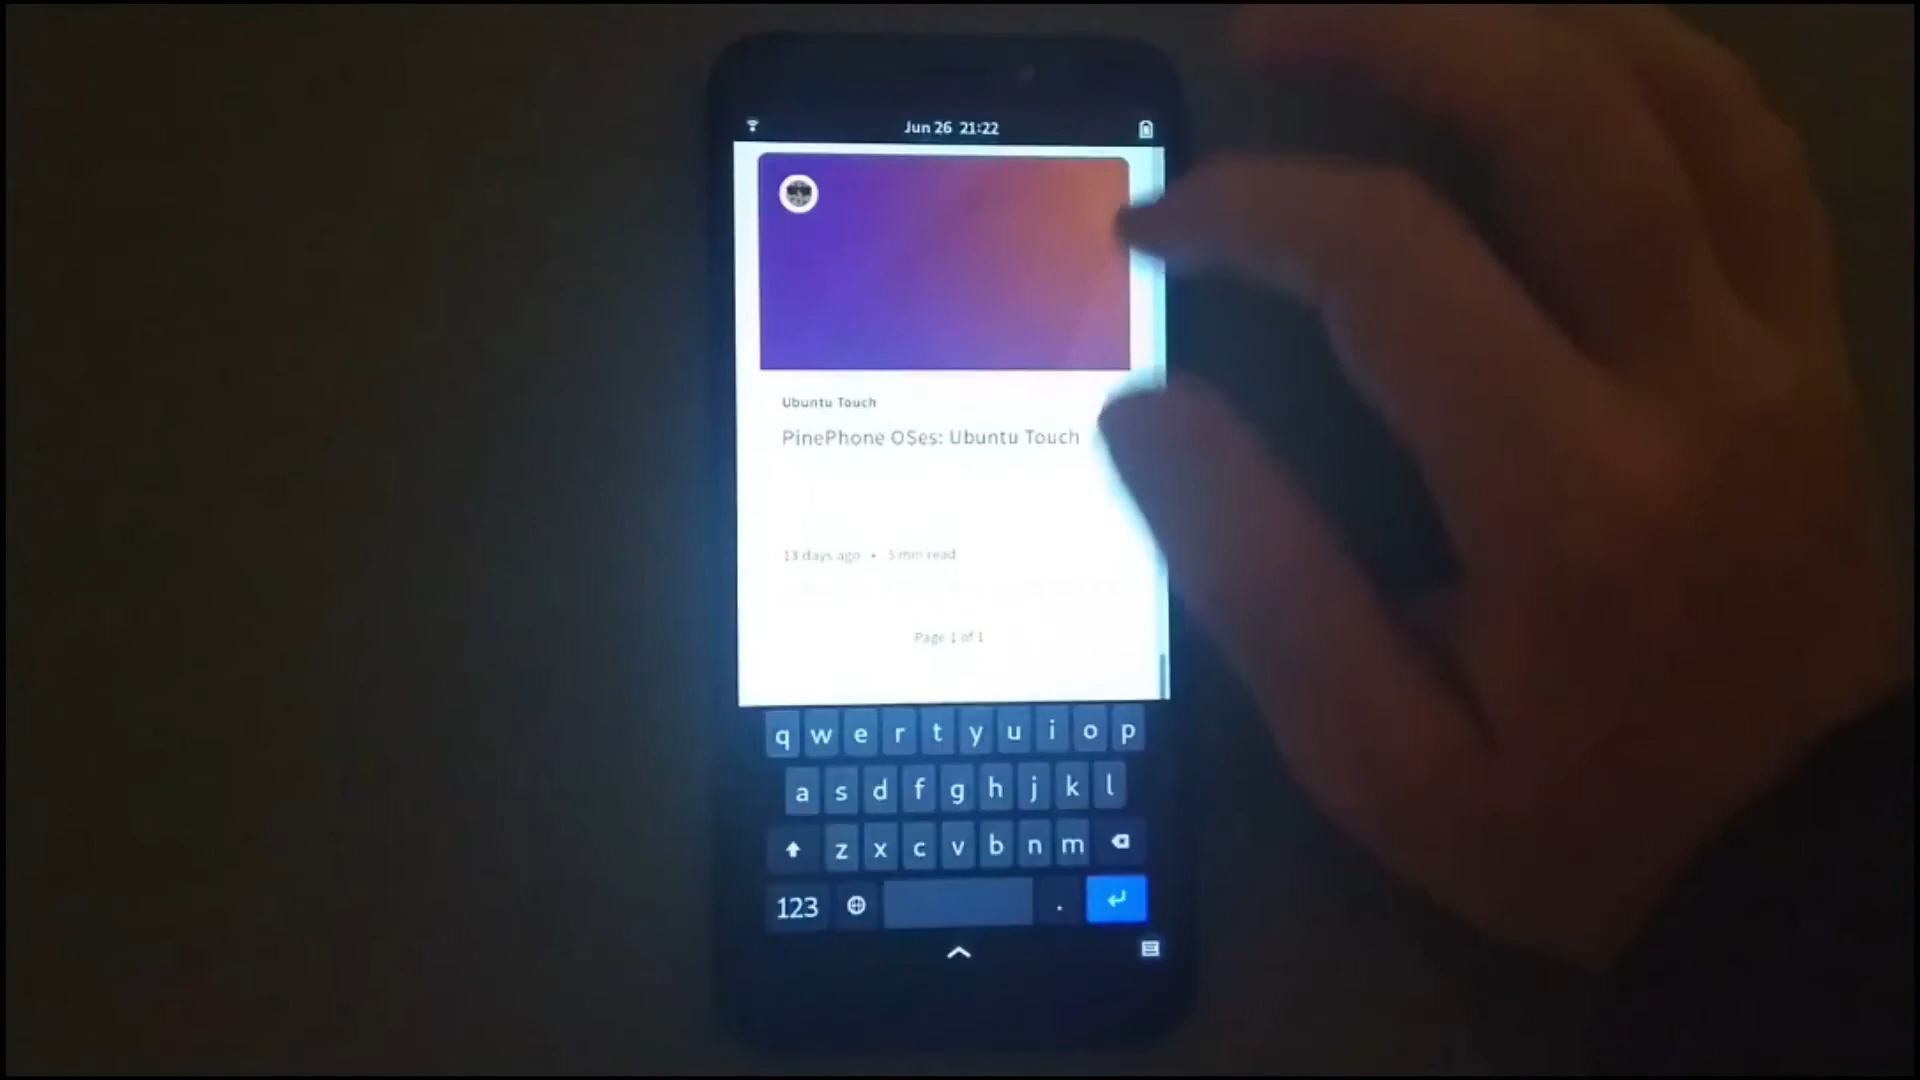 Jun 26 21:22
Ubuntu Touch
PinePhone OSes: Ubuntu Touch
13 days ago • 5 min read
Page 1 of 1
q w e r t y u i o p
a s d f g h j k l
z x c v b n m
123 .